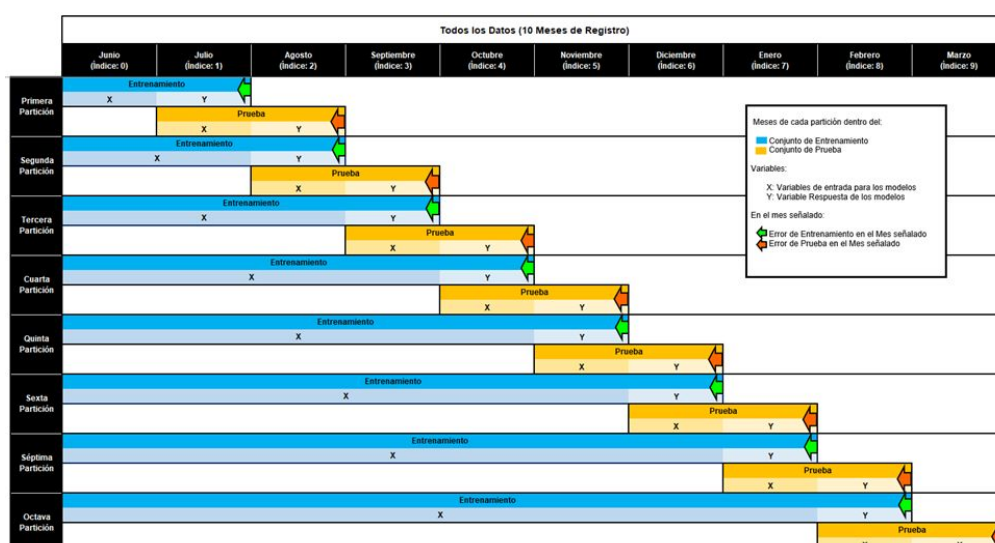 Todos los Datos (10 Meses de Registro)
Junio Julio Agosto Septiembre Octubre Noviembre Diciembre Enero Febrero Marzo
(Índice: 0) (Índice: 1) (Índice: 2) (Índice: 3) (Índice: 4) (Índice: 5) (Índice: 6) (Índice: 7) (Índice: 8) (Índice: 9)
Primera
Partición
Entrenamiento
X Y
Prueba
X Y
Segunda
Partición
Entrenamiento
X Y
Prueba
X Y
Tercera
Partición
Entrenamiento
X Y
Prueba
X Y
Cuarta
Partición
Entrenamiento
X Y
Prueba
X Y
Quinta
Partición
Entrenamiento
X Y
Prueba
X Y
Sexta
Partición
Entrenamiento
X Y
Prueba
X Y
Séptima
Partición
Entrenamiento
X Y
Prueba
X Y
Octava
Partición
Entrenamiento
X Y
Prueba
Meses de cada partición dentro del:
Conjunto de Entrenamiento
Conjunto de Prueba
Variables:
X: Variables de entrada para los modelos
Y: Variable Respuesta de los modelos
En el mes señalado:
Error de Entrenamiento en el Mes señalado
Error de Prueba en el Mes señalado